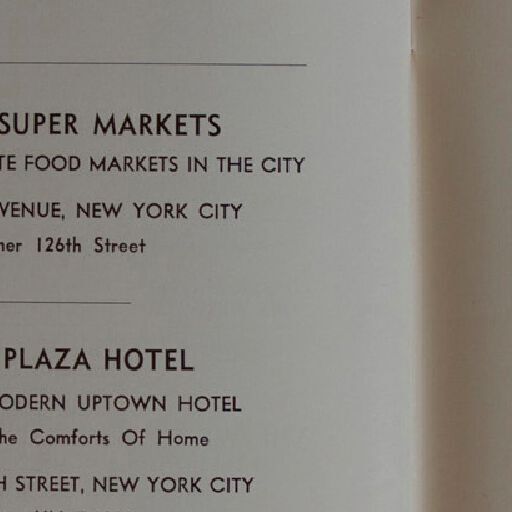 SUPER MARKETS
TE FOOD MARKETS IN THE CITY
VENUE, NEW YORK CITY
ner 126th Street
PLAZA HOTEL
ODERN UPTOWN HOTEL
he Comforts Of Home
H STREET, NEW YORK CITY